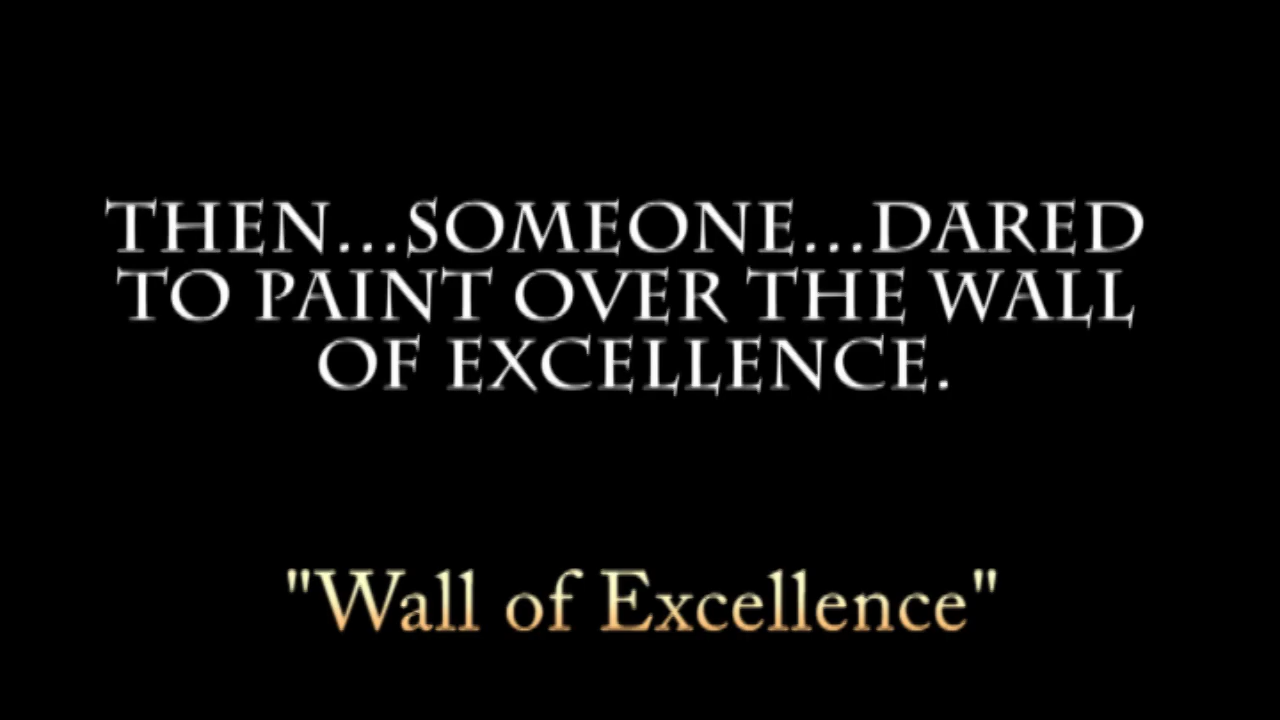 THEN...SOMEONE...DARED
TO PAINT OVER THE WALL
OF EXCELLENCE.
"Wall of Excellence"